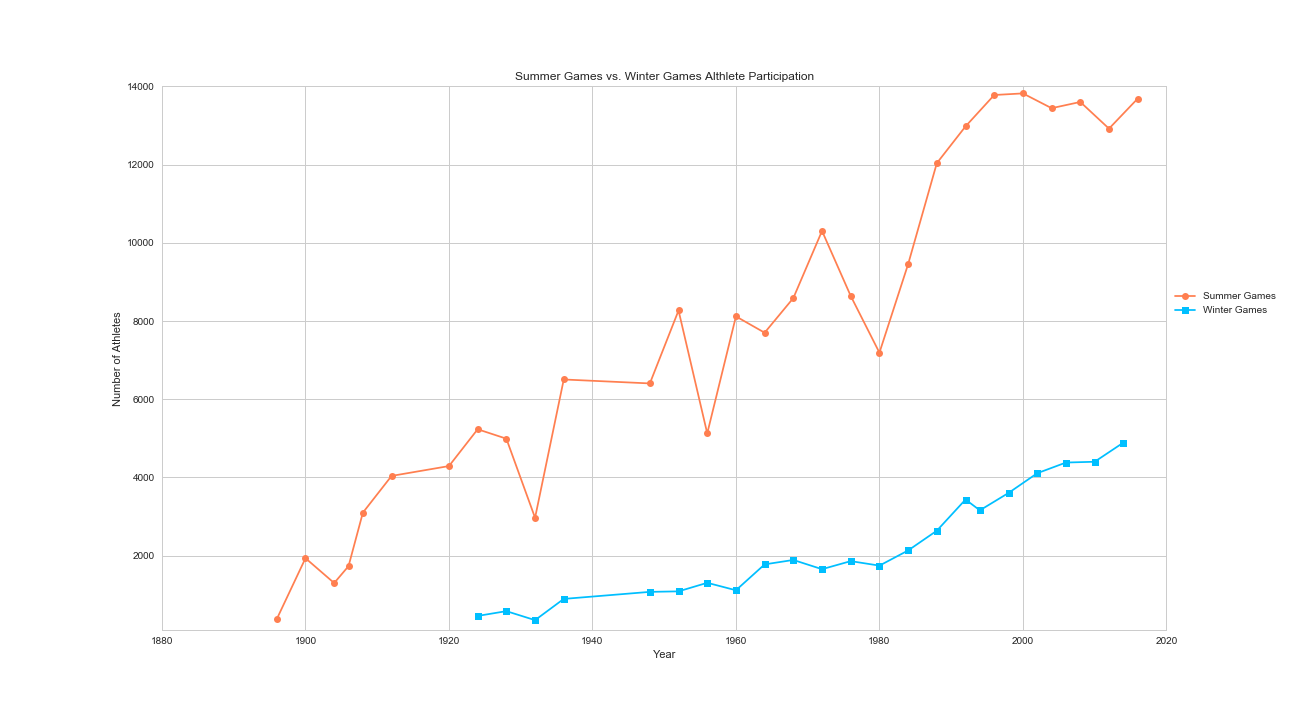 Summer Games vs. Winter Games Althlete Participation
14000
12000
10000
8000
6000
4000
2000
Number of Athletes
1880 1900 1920 1940 1960 1980 2000 2020
Year
Summer Games
Winter Games